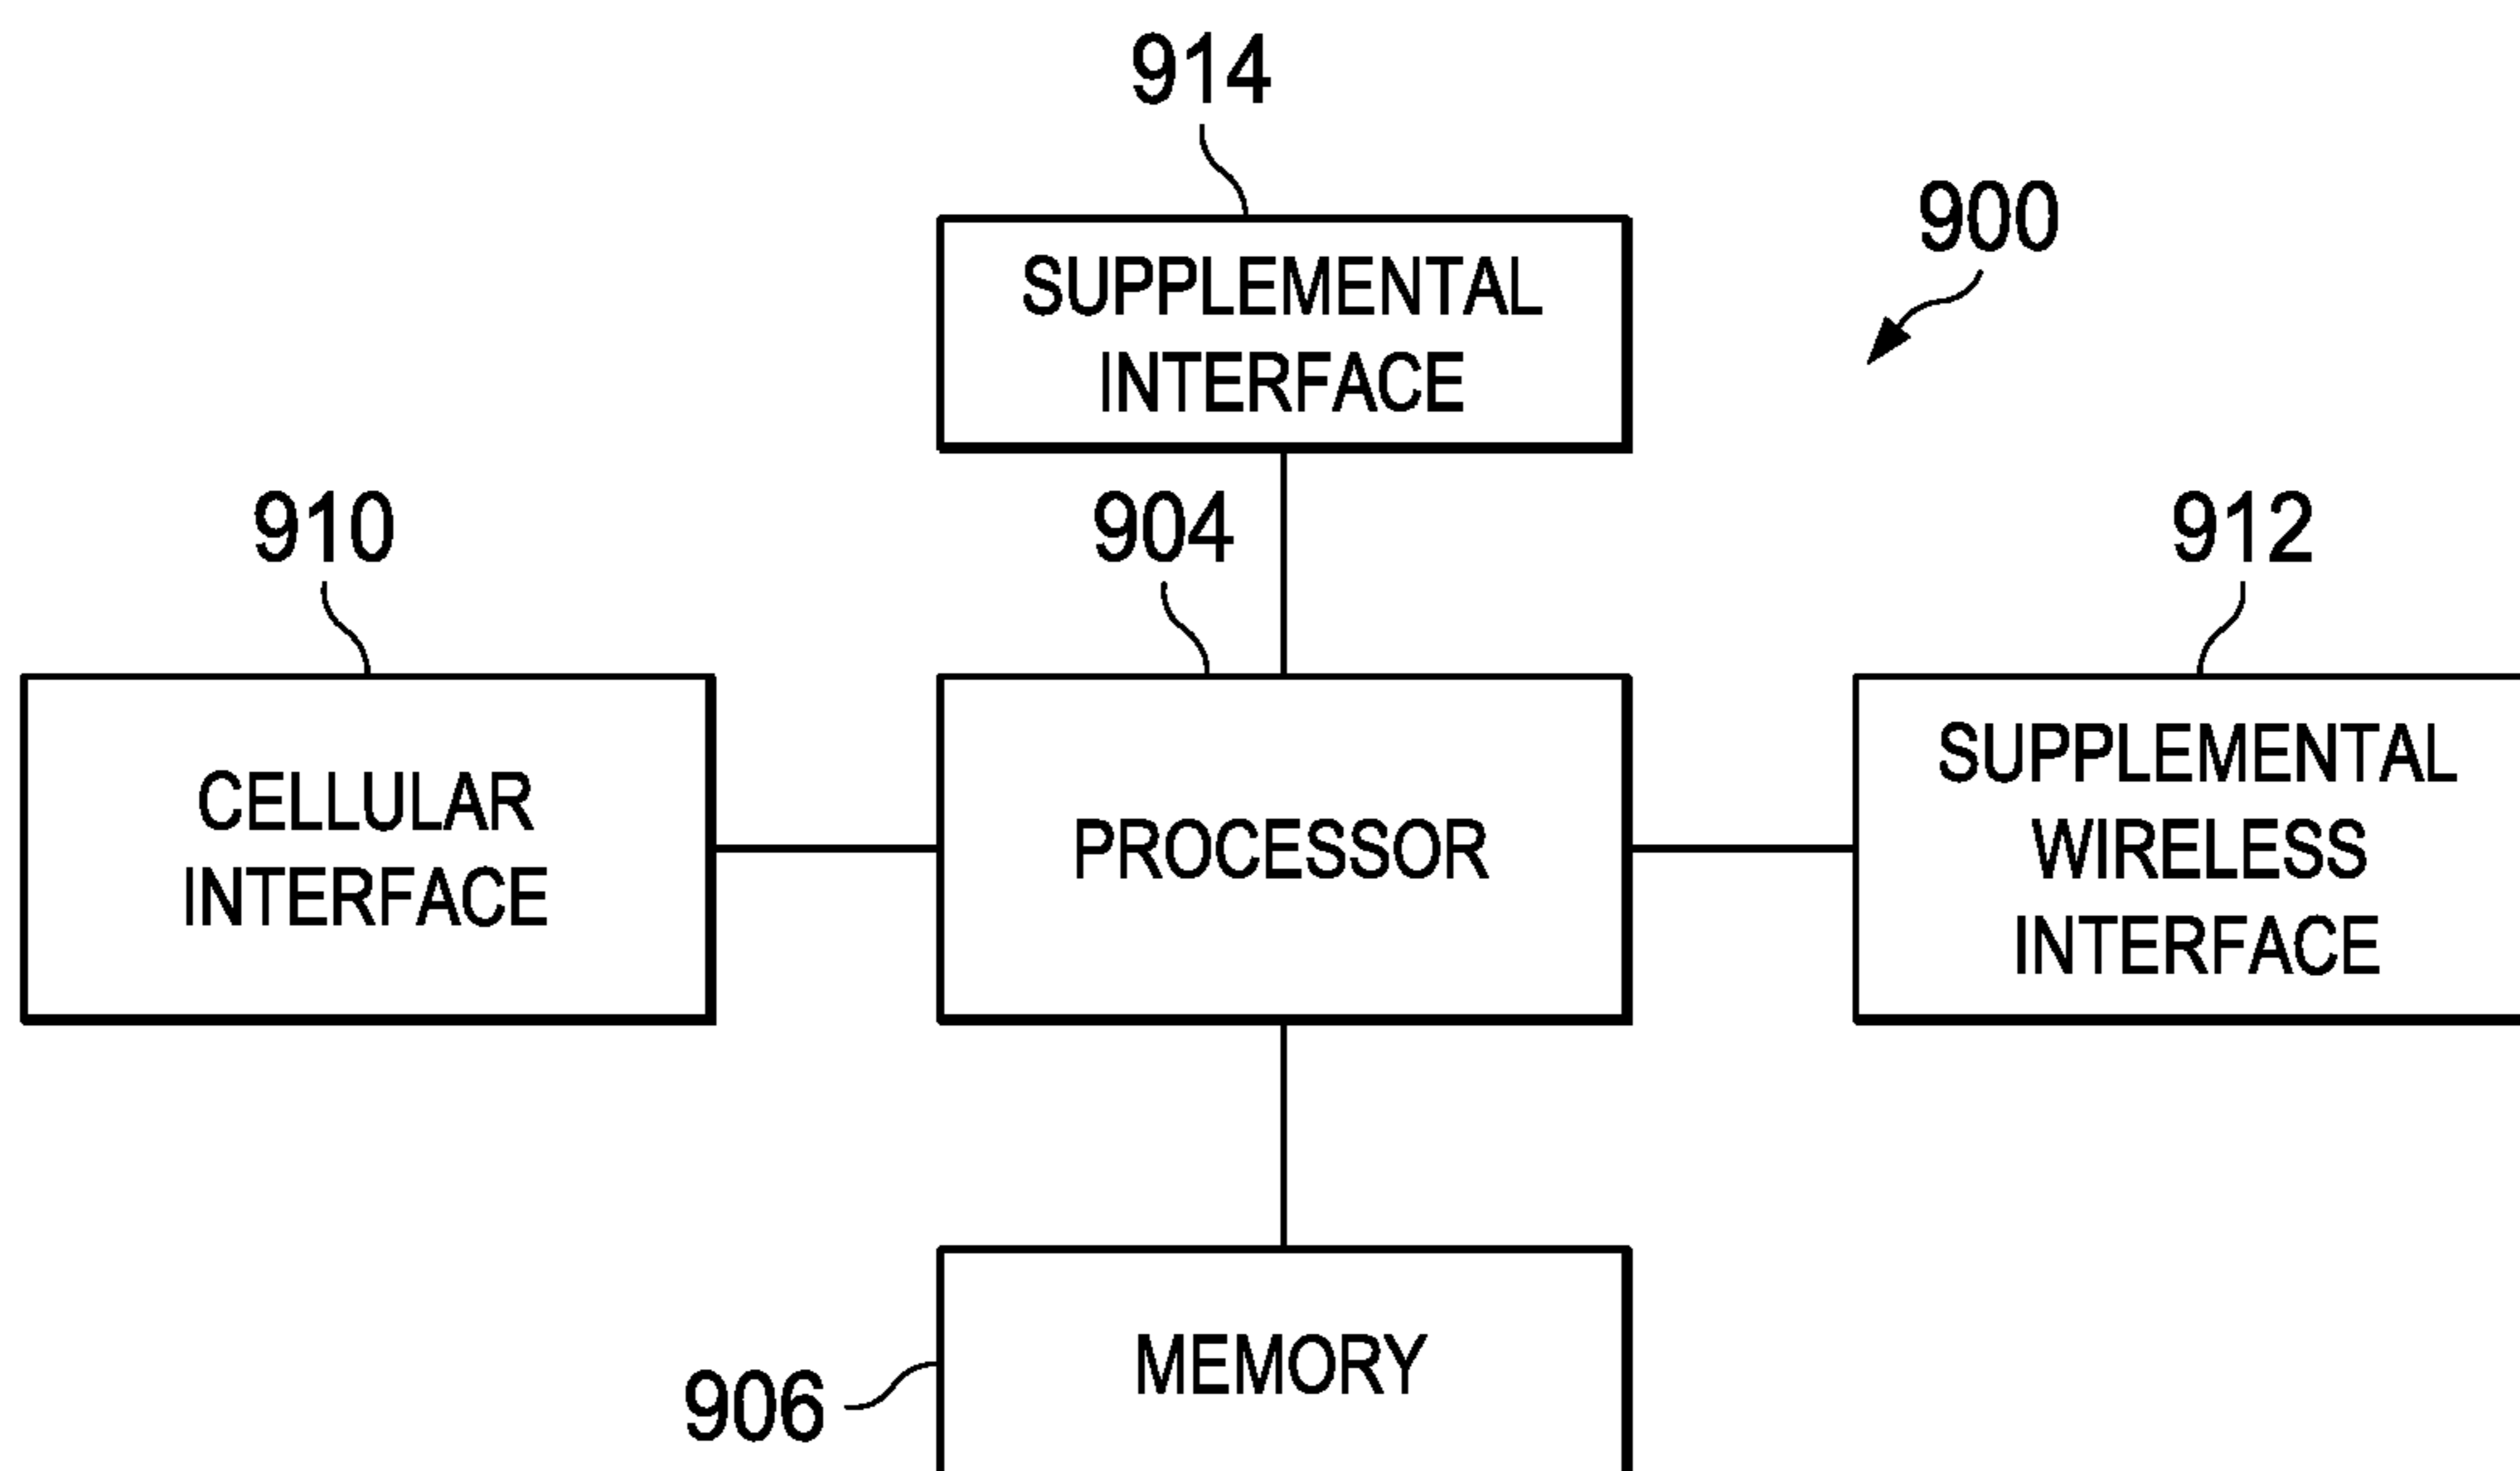 914
SUPPLEMENTAL
INTERFACE
900
910
904
912
CELLULAR
INTERFACE
PROCESSOR
SUPPLEMENTAL
WIRELESS
INTERFACE
MEMORY
906